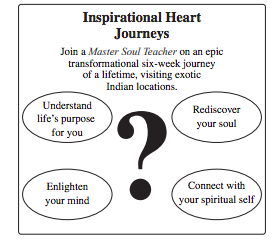 Inspirational Heart
Journeys
Join a Master Soul Teacher on an epic
transformational six-week journey
of a lifetime, visiting exotic
Indian locations.
Understand
life's purpose
for you
Rediscover
your soul
?
Enlighten
your mind
Connect with
your spiritual self